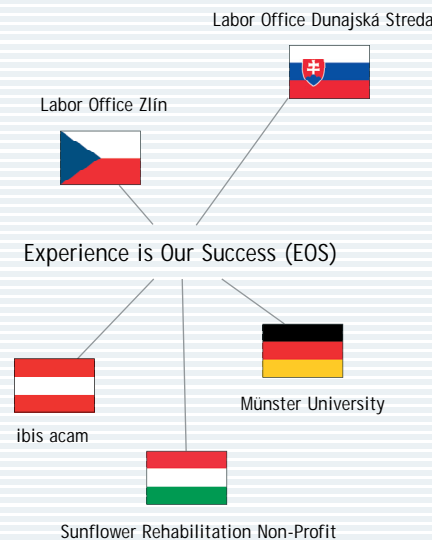 Labor Office Dunajská Streda
Labor Office Zlín
Experience is Our Success (EOS)
Münster University
ibis acam
Sunflower Rehabilitation Non-Profit